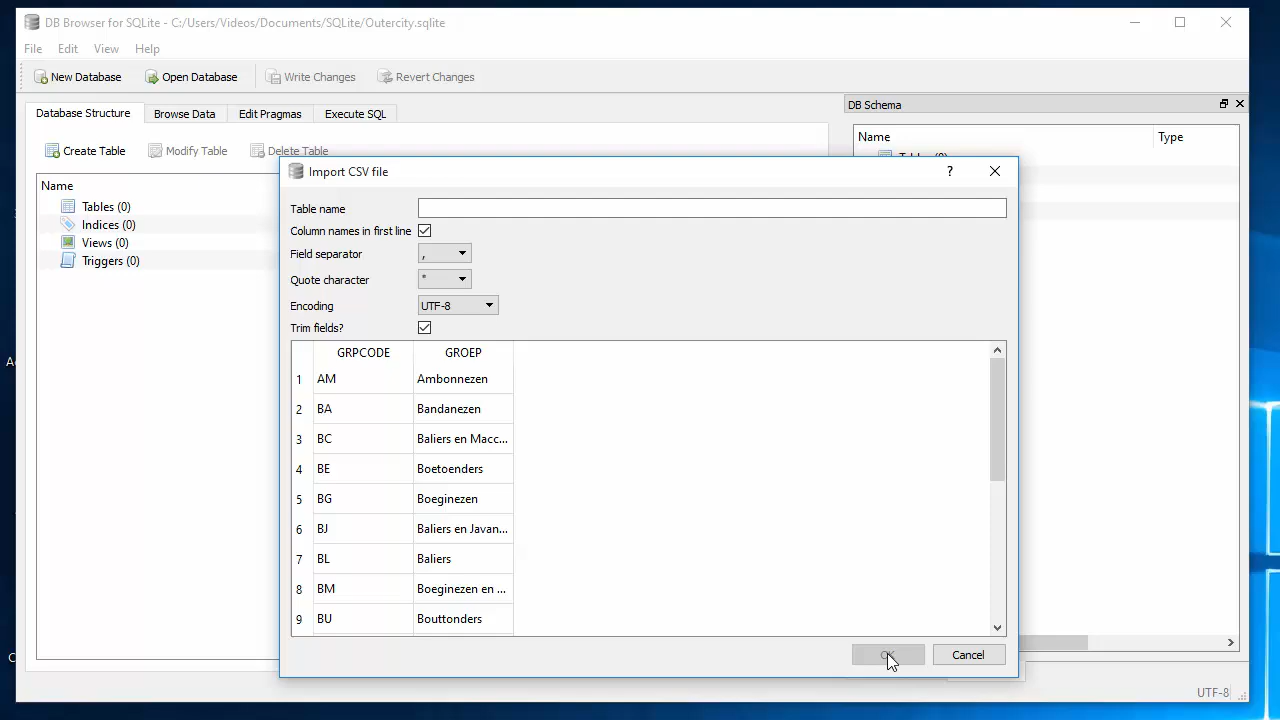 DB Browser for SQLite - C:/Users/Videos/Documents/SQLite/Outercity.sqlite
File Edit View Help
New Database Open Database Write Changes Revert Changes
Database Structure Browse Data Edit Pragmas Execute SQL
DB Schema
Create Table Modify Table Delete Table
Name Type
Name
Tables (0)
Indices (0)
Views (0)
Triggers (0)
Import CSV file
Table name
Column names in first line
Field separator ,
Quote character
Encoding UTF-8
Trim fields?
GRPCODE GROEP
1 AM Ambonnezen
2 BA Bandanezen
3 BC Baliers en Macc...
4 BE Boetoenders
5 BG Boeginezen
6 BJ Baliers en Javan...
7 BL Baliers
8 BM Boeginezen en ...
9 BU Bouttonders
Cancel
UTF-8